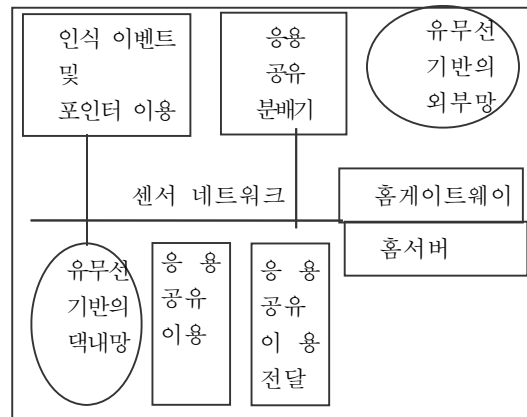 인식 이벤트
및
포인터 이용
응용
공유
분배기
유무선
기반의
외부망
센서 네트워크
홈게이트웨이
홈서버
유무선
기반의
댁내망
응 용
공유
이용
응 용
공유
이 용
전달